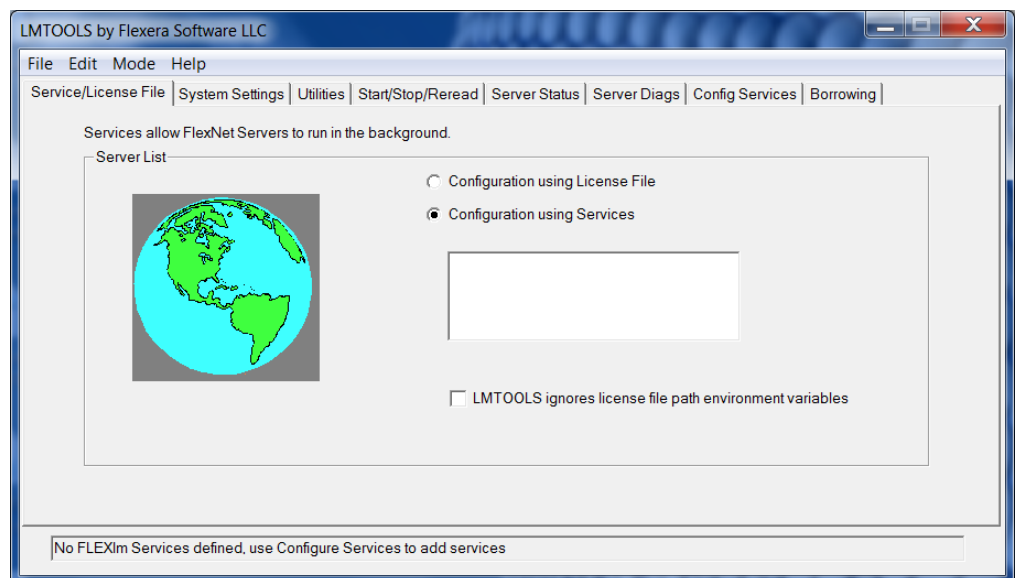 LMTOOLS by Flexera Software LLC
File Edit Mode Help
Service/License File System Settings Utilities Start/Stop/Reread Server Status Server Diags Config Services Borrowing
Services allow FlexNet Servers to run in the background.
Server List
Configuration using License File
Configuration using Services
LMTOOLS ignores license file path environment variables
No FLEXlm Services defined, use Configure Services to add services